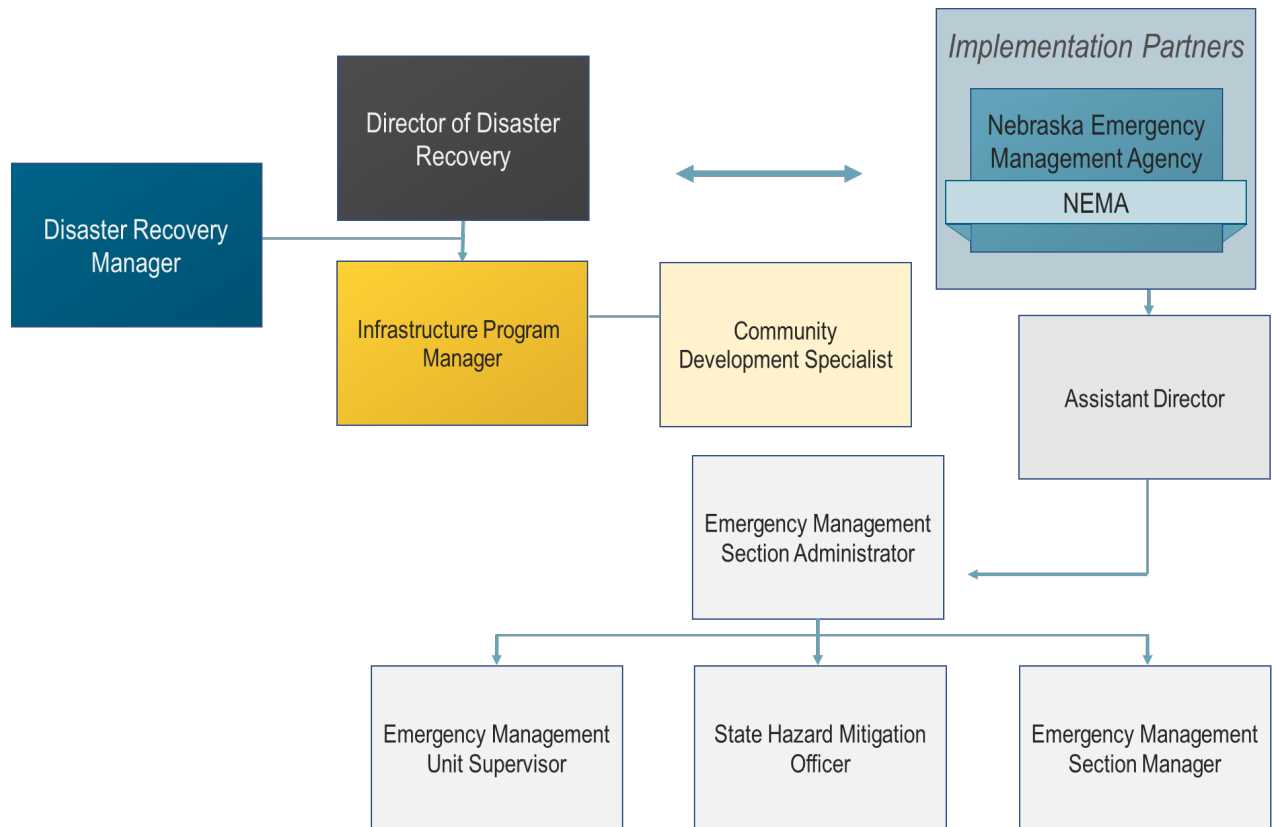 Implementation Partners
Director of Disaster
Recovery
Nebraska Emergency
Management Agency
NEMA
Disaster Recovery
Manager
Infrastructure Program
Manager
Community
Development Specialist
Assistant Director
Emergency Management
Section Administrator
Emergency Management
Unit Supervisor
State Hazard Mitigation
Officer
Emergency Management
Section Manager